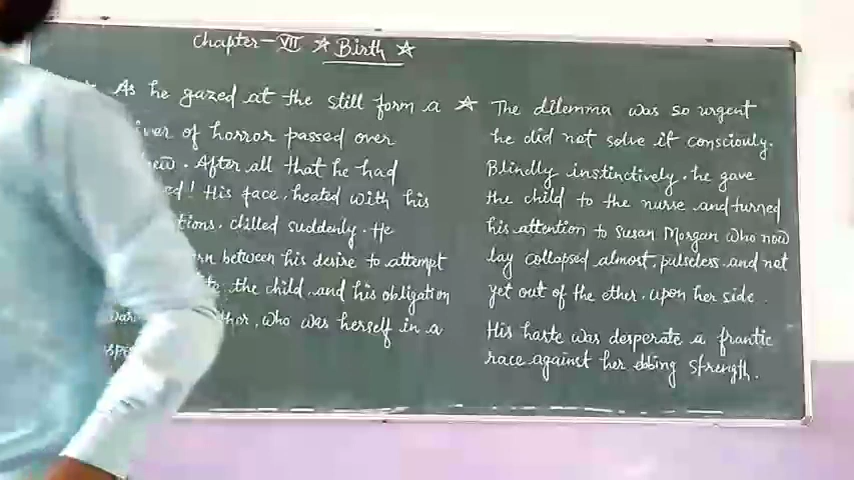 Chapter-VII ☆ Birth ☆
As he gazed at the still form a
of horror passed over
After all that he had
His face, heated with his
chilled suddenly. He
between his desire to attempt
the child, and his obligation
who was herself in a
☆ The dilemma was so urgent
he did not solve it consciouly.
Blindly instinctively. he gave
the child to the nurse and turned
his attention to Susan Morgan who now
lay collapsed almost, pulseless and not
yet out of the ether, upon her side.
His haste was desperate a frantic
race against her ebbing strength.